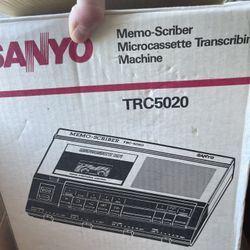 SANYO
Memo-Scriber
Microcassette Transcribin
Machine
TRC5020
MEMO-SCRIBER TRC-5020
SANYO